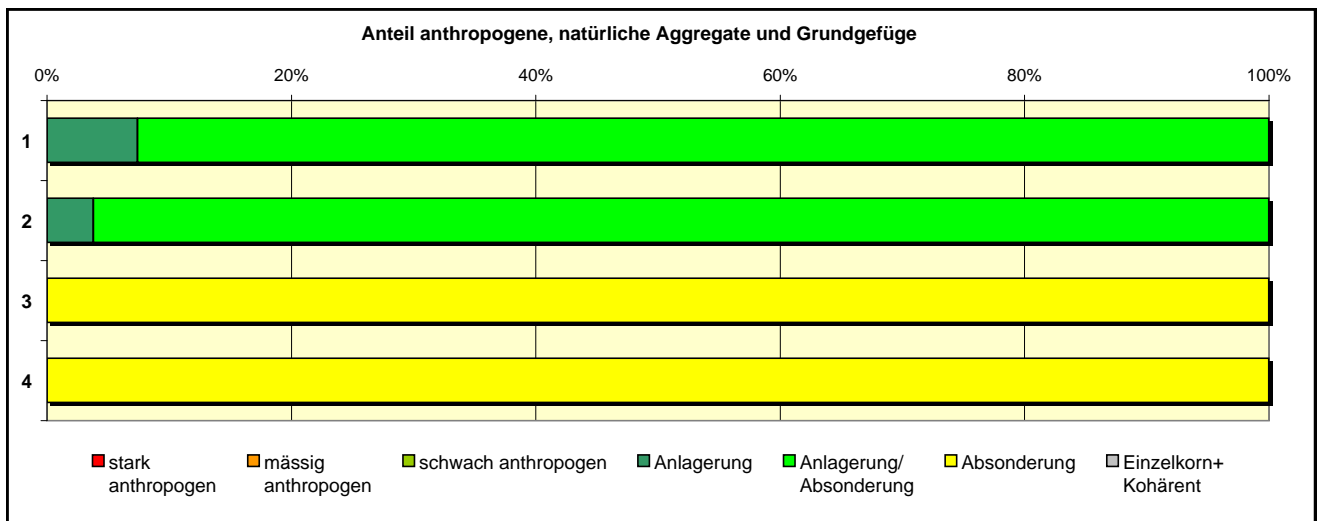 Anteil anthropogene, natürliche Aggregate und Grundgefüge
0% 20% 40% 60% 80% 100%
1
2
3
4
stark anthropogen
mässig anthropogen
schwach anthropogen
Anlagerung
Anlagerung/ Absonderung
Absonderung
Einzelkorn+ Kohärent